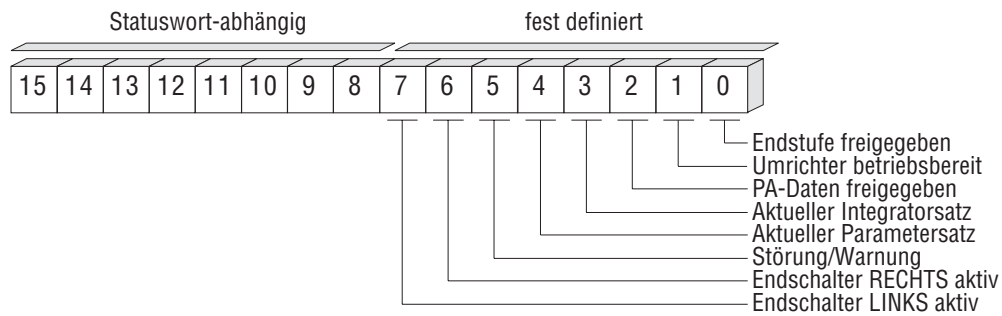 Statuswort-abhängig fest definiert
15 14 13 12 11 10 9 8 7 6 5 4 3 2 1 0
Endstufe freigegeben
Umrichter betriebsbereit
PA-Daten freigegeben
Aktueller Integratorsatz
Aktueller Parametersatz
Störung/Warnung
Endschalter RECHTS aktiv
Endschalter LINKS aktiv